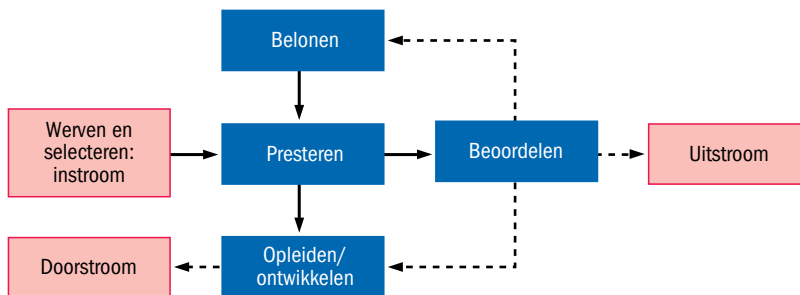 Belonen
Werven en
selecteren:
instroom
Presteren
Beoordelen
Uitstroom
Doorstroom
Opleiden/
ontwikkelen